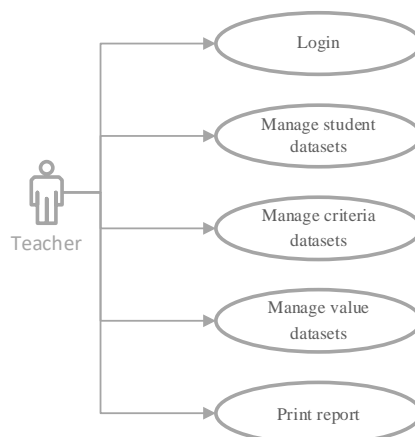 Login
Manage student
datasets
Teacher
Manage criteria
datasets
Manage value
datasets
Print report